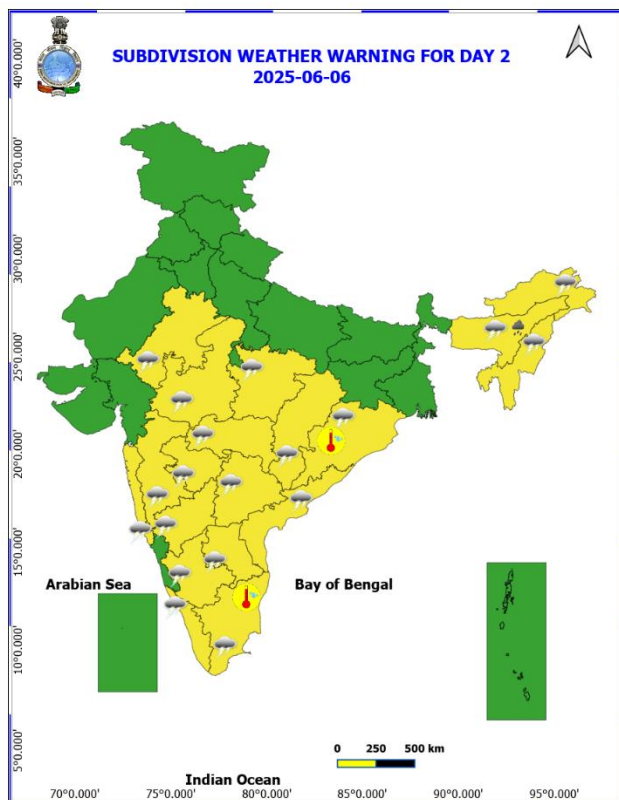 SUBDIVISION WEATHER WARNING FOR DAY 2
2025-06-06
40°0.000'
35°0.000'
30°0.000'
25°0.000'
20°0.000'
15°0.000'
10°0.000'
5°0.000'
Arabian Sea
Bay of Bengal
0 250 500 km
Indian Ocean
70°0.000' 75°0.000' 80°0.000' 85°0.000' 90°0.000' 95°0.000'